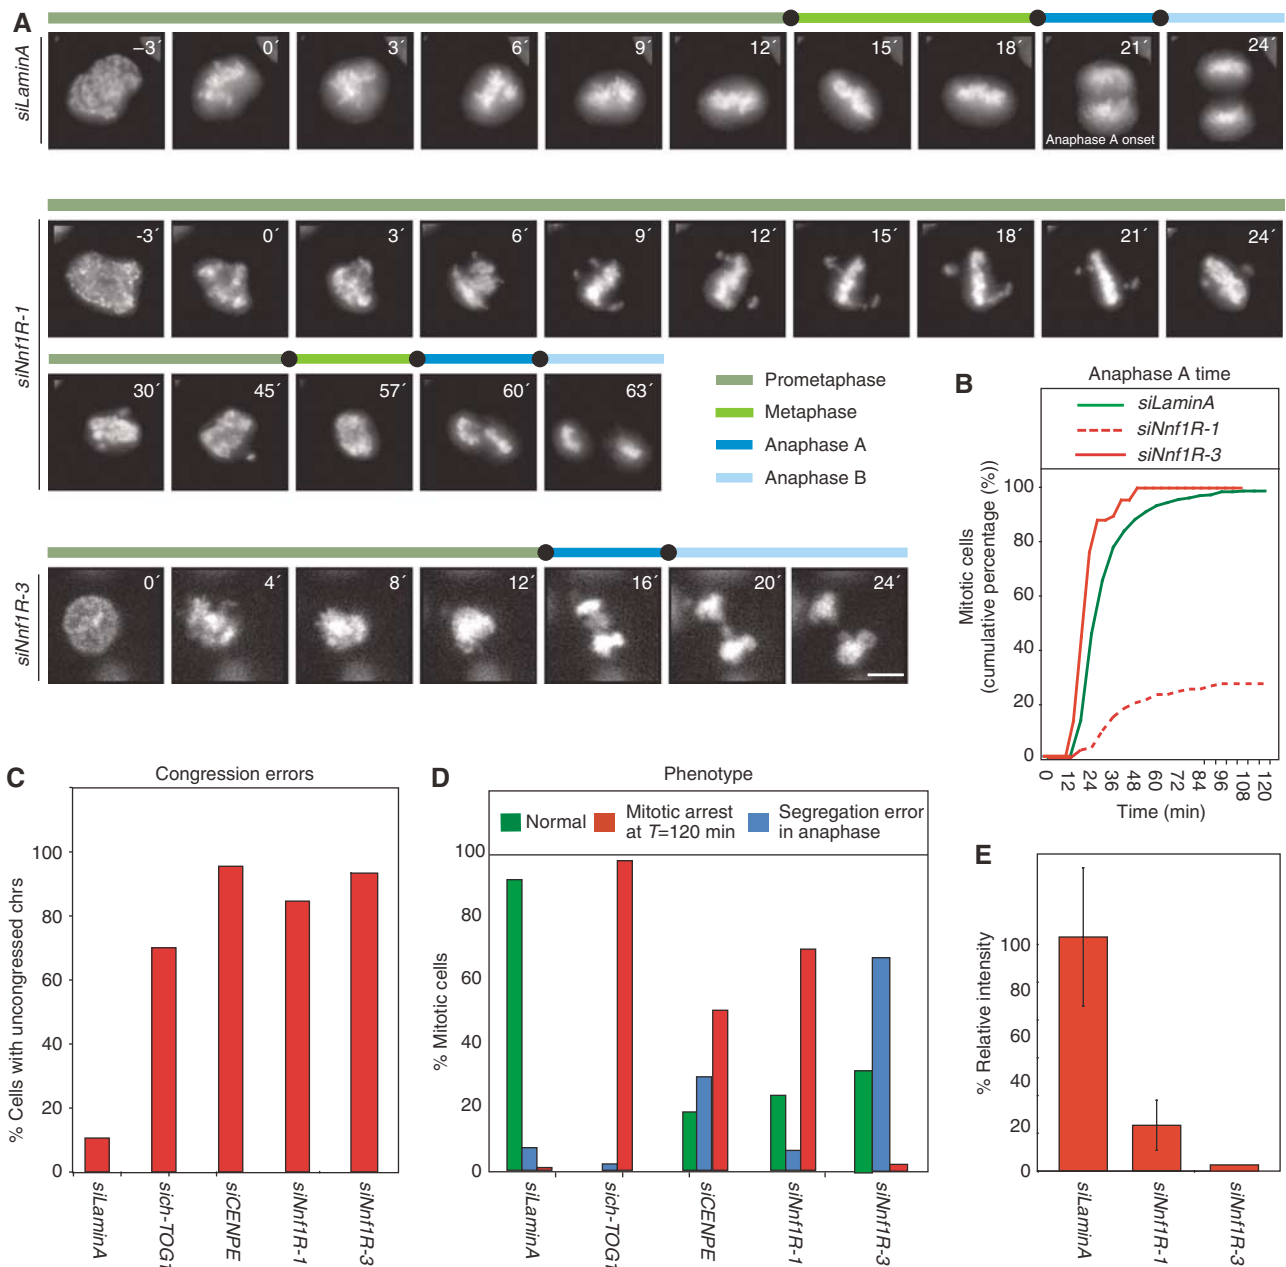 A
siLaminA
–3´ 0´ 3´ 6´ 9´ 12´ 15´ 18´ 21´ 24´
Anaphase A onset
siNnf1R-1
-3´ 0´ 3´ 6´ 9´ 12´ 15´ 18´ 21´ 24´
30´ 45´ 57´ 60´ 63´
Prometaphase
Metaphase
Anaphase A
Anaphase B
siNnf1R-3
0´ 4´ 8´ 12´ 16´ 20´ 24´
B
Anaphase A time
siLaminA
siNnf1R-1
siNnf1R-3
Mitotic cells
(cumulative percentage (%))
100
80
60
40
20
0
0 12 24 36 48 60 72 84 96 108 120
Time (min)
C
Congression errors
% Cells with uncongressed chrs
100
80
60
40
20
0
siLaminA
sich-TOG1
siCENPE
siNnf1R-1
siNnf1R-3
D
Phenotype
Normal
Mitotic arrest
at T=120 min
Segregation error
in anaphase
% Mitotic cells
100
80
60
40
20
0
siLaminA
sich-TOG1
siCENPE
siNnf1R-1
siNnf1R-3
E
% Relative intensity
100
80
60
40
20
0
siLaminA
siNnf1R-1
siNnf1R-3